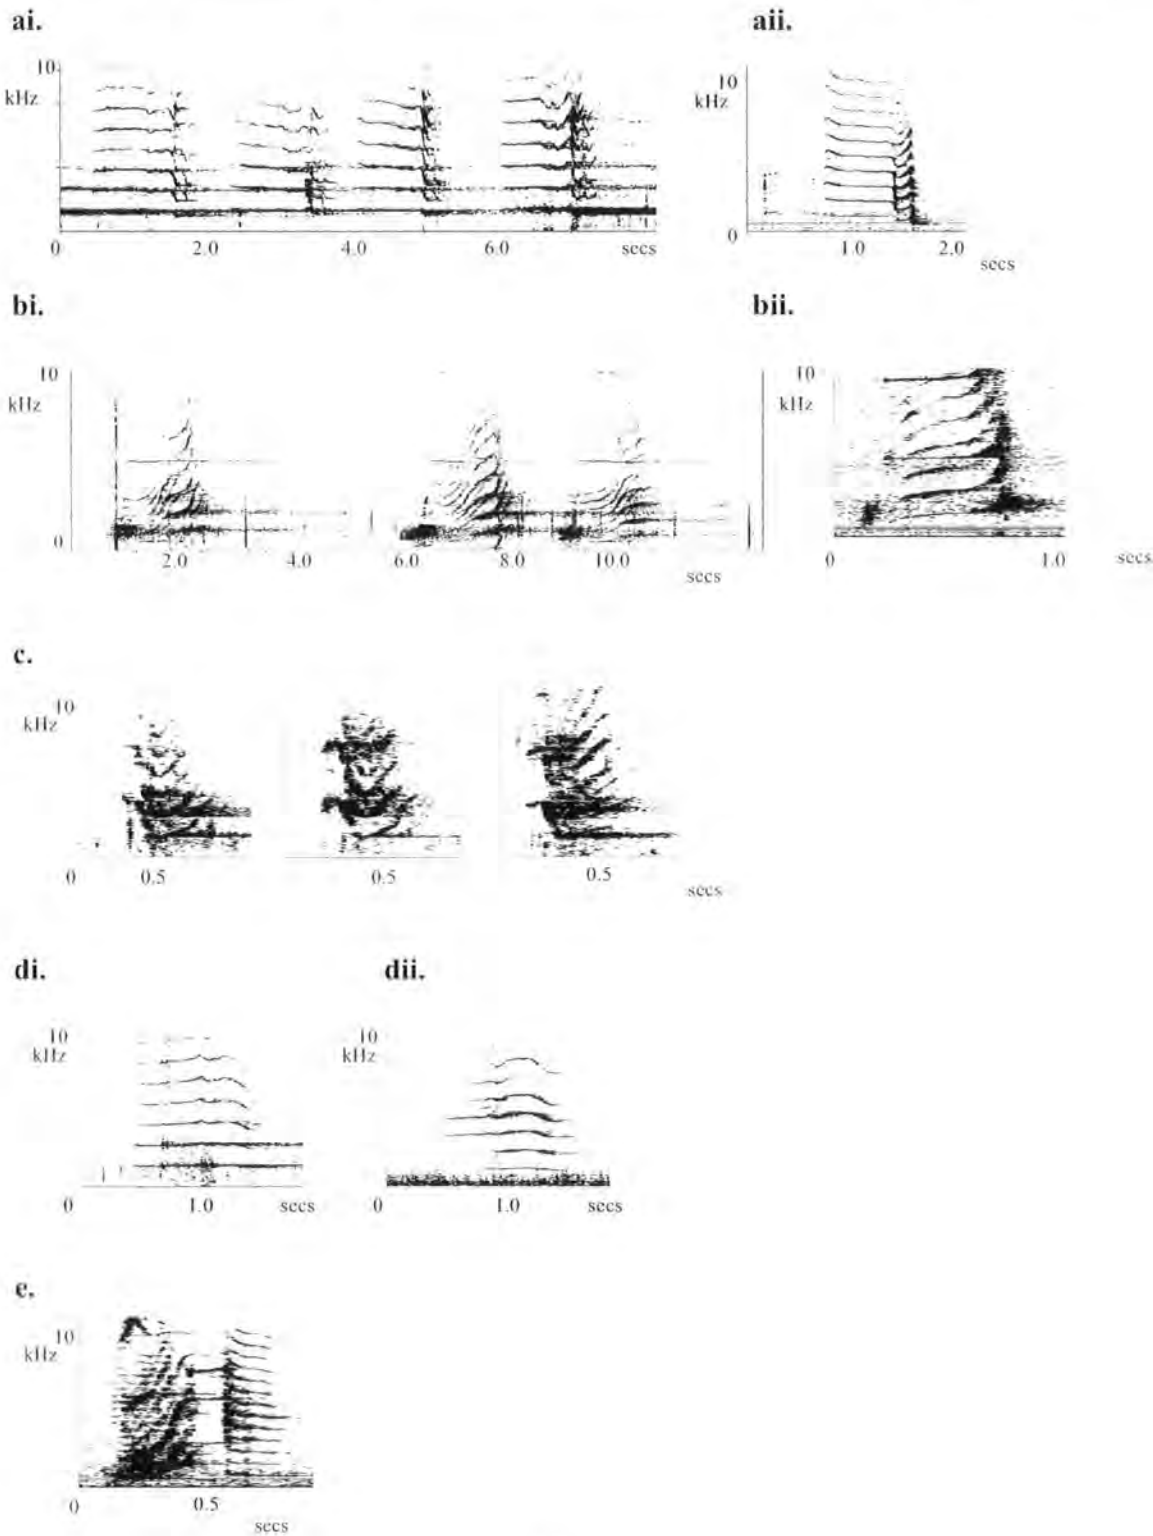 ai. aii.
10
kHz
0 2.0 4.0 6.0 secs
10
kHz
0
1.0 2.0
secs
bi. bii.
10
kHz
0
2.0 4.0 6.0 8.0 10.0
secs
10
kHz
0 1.0 secs
c.
10
kHz
0 0.5 0.5 0.5
secs
di. dii.
10
kHz
0 1.0 secs
10
kHz
0 1.0 secs
e.
10
kHz
0 0.5
secs